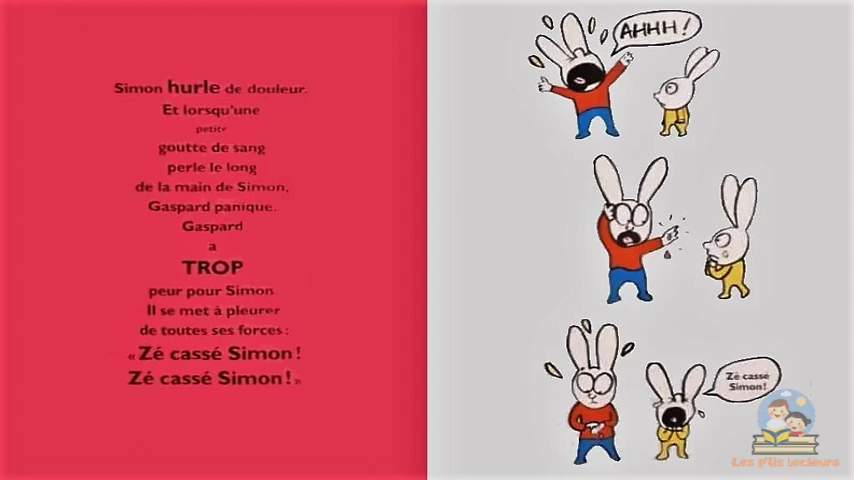 Simon hurle de douleur.
Et lorsqu'une
petite
goutte de sang
perle le long
de la main de Simon,
Gaspard panique.
Gaspard
a
TROP
peur pour Simon.
Il se met à pleurer
de toutes ses forces :
« Zé cassé Simon !
Zé cassé Simon ! »
AHHH !
Zé cassé
Simon !
Les p'tis lecteurs